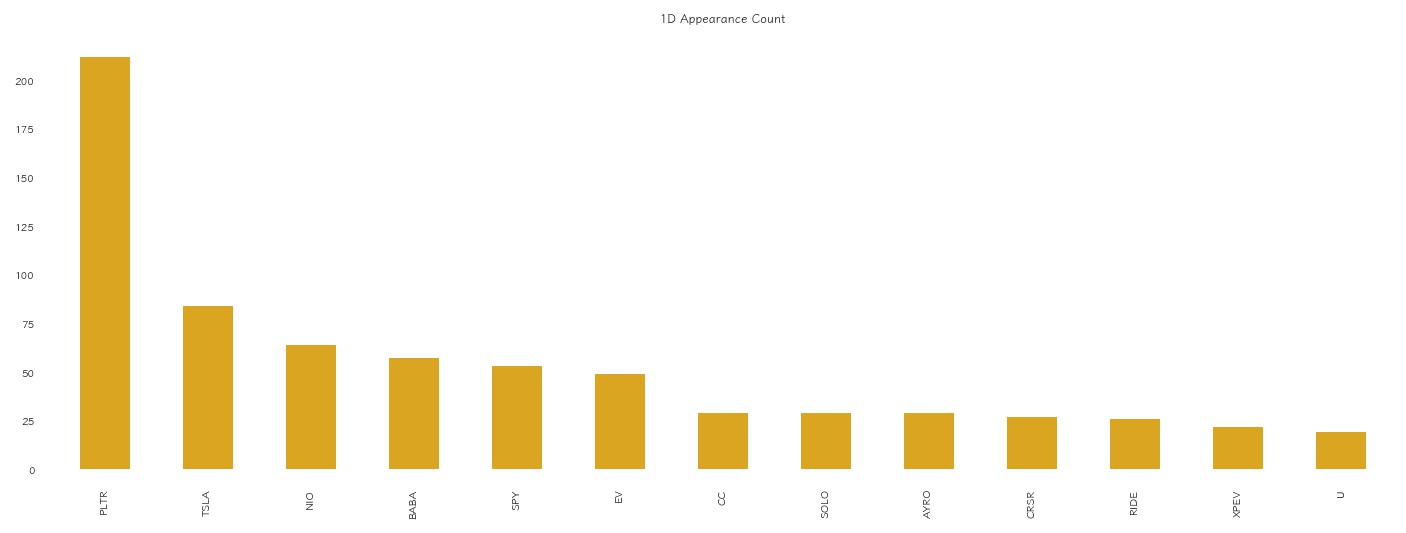 1D Appearance Count
200
175
150
125
100
75
50
25
0
PLTR
TSLA
NIO
BABA
SPY
EV
CC
SOLO
AYRO
CRSR
RIDE
XPEV
U